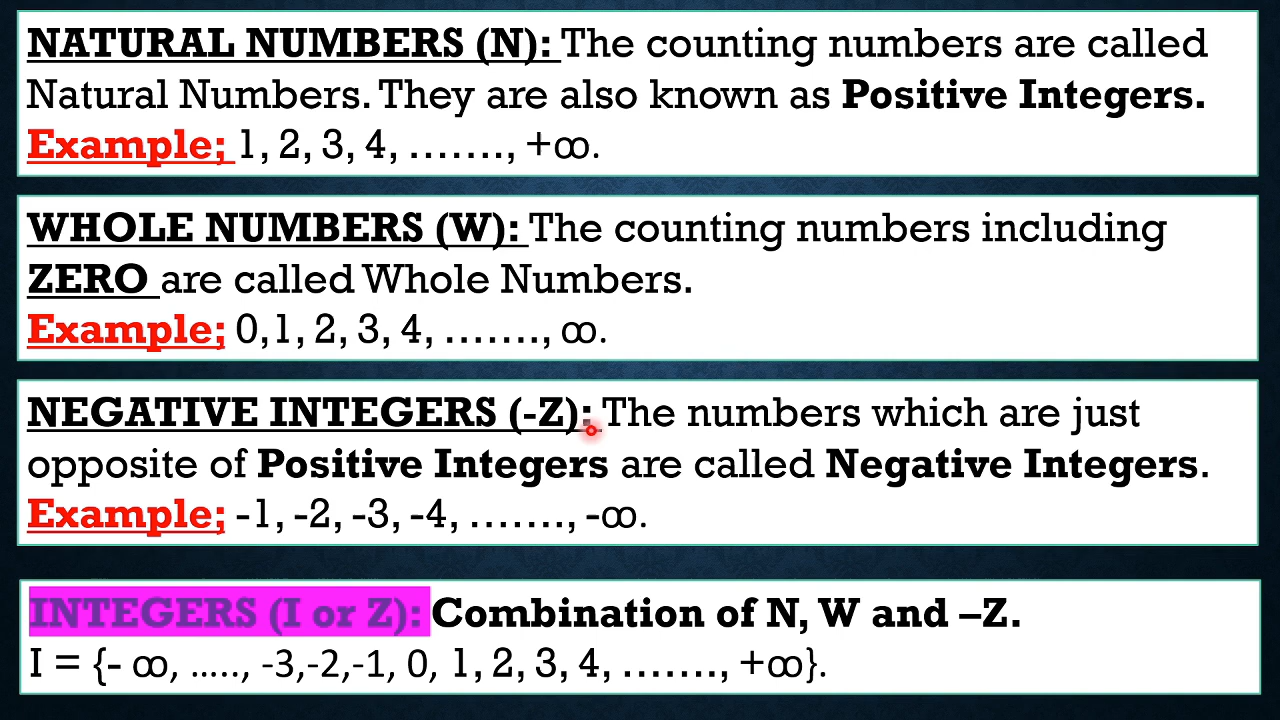 NATURAL NUMBERS (N): The counting numbers are called
Natural Numbers. They are also known as Positive Integers.
Example; 1, 2, 3, 4, ……., +∞.
WHOLE NUMBERS (W): The counting numbers including
ZERO are called Whole Numbers.
Example; 0,1, 2, 3, 4, ……., ∞.
NEGATIVE INTEGERS (-Z): The numbers which are just
opposite of Positive Integers are called Negative Integers.
Example; -1, -2, -3, -4, ……., -∞.
INTEGERS (I or Z): Combination of N, W and –Z.
I = {- ∞, ....., -3,-2,-1, 0, 1, 2, 3, 4, ……., +∞}.